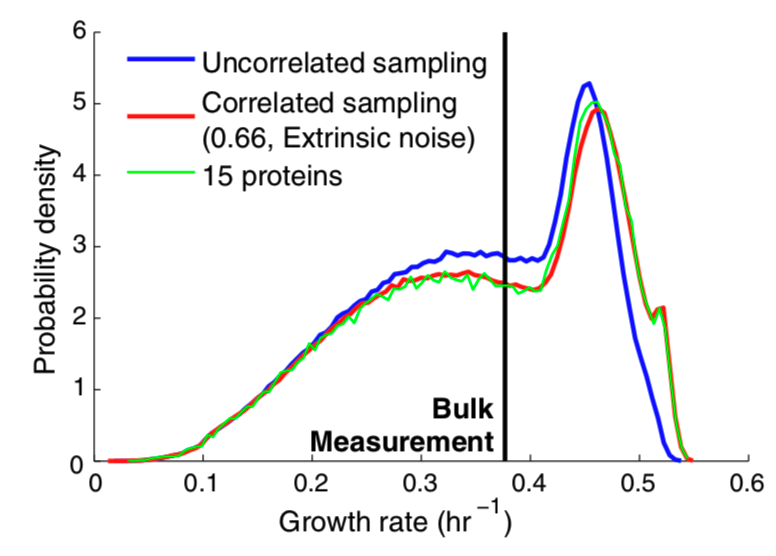 6
5
4
3
2
1
0
Probability density
Uncorrelated sampling
Correlated sampling
(0.66, Extrinsic noise)
15 proteins
Bulk
Measurement
0 0.1 0.2 0.3 0.4 0.5 0.6
Growth rate (hr⁻¹)